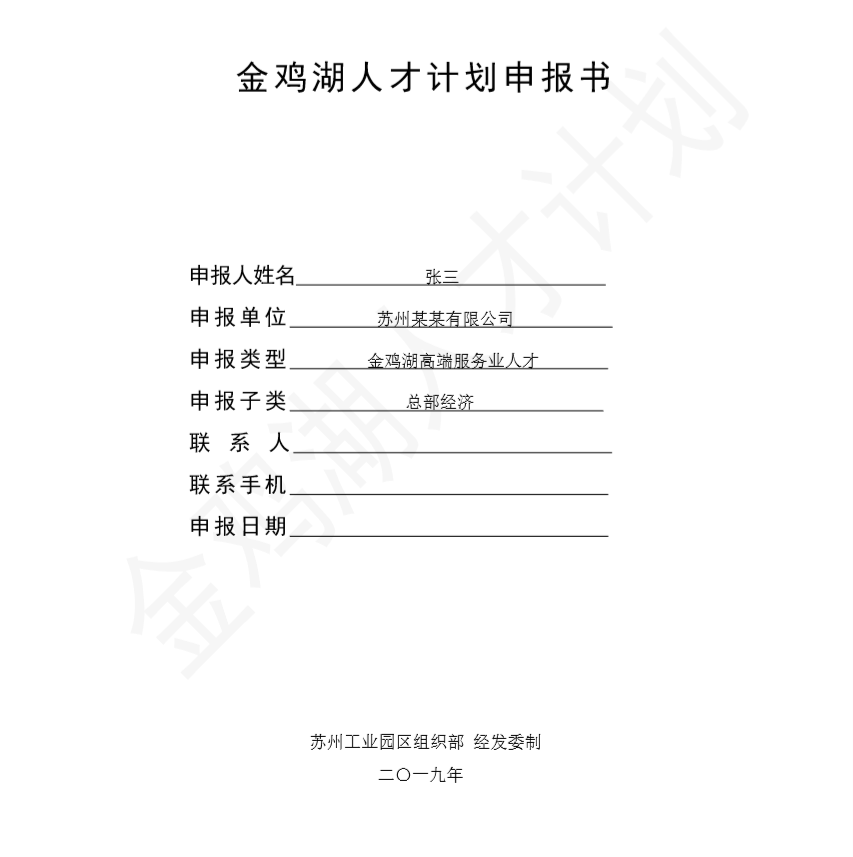 金鸡湖人才计划申报书
申报人姓名 张三
申报单位 苏州某某有限公司
申报类型 金鸡湖高端服务业人才
申报子类 总部经济
联系人
联系手机
申报日期
苏州工业园区组织部 经发委制
二〇一九年
金鸡湖人才计划